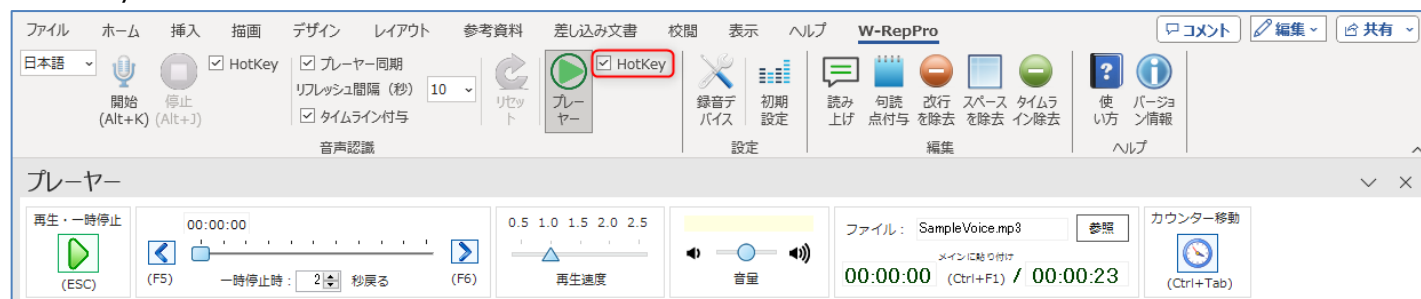 ファイル ホーム 挿入 描画 デザイン レイアウト 参考資料 差し込み文書 校閲 表示 ヘルプ W-RepPro コメント 編集 共有
日本語
開始
(Alt+K)
停止
(Alt+J)
HotKey
プレーヤー同期
リフレッシュ間隔（秒） 10
タイムライン付与
音声認識
リセッ
ト
プレー
ヤー
HotKey
録音デ
バイス
初期
設定
設定
読み
上げ
句読
点付与
改行
を除去
スペース
を除去
タイムラ
イン除去
編集
使
い方
バージョ
ン情報
ヘルプ
プレーヤー
再生・一時停止
(ESC)
00:00:00
(F5)
一時停止時： 2 秒戻る
(F6)
0.5 1.0 1.5 2.0 2.5
再生速度
音量
ファイル： SampleVoice.mp3 参照
メインに貼り付け
00:00:00 (Ctrl+F1) / 00:00:23
カウンター移動
(Ctrl+Tab)